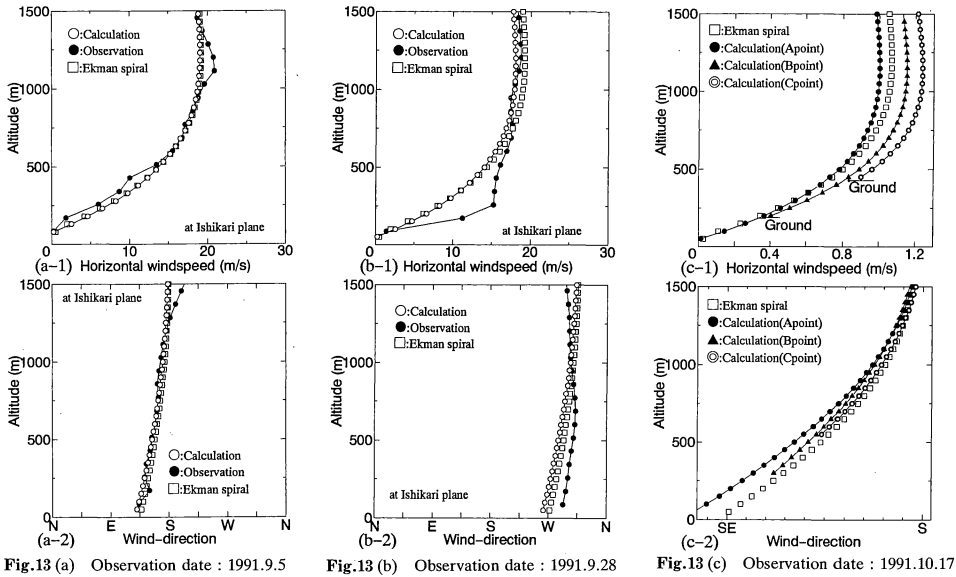 1500
1000
500
Altitude (m)
○:Calculation
●:Observation
□:Ekman spiral
at Ishikari plane
0 10 20 30
(a-1) Horizontal windspeed (m/s)
1500
1000
500
Altitude (m)
○:Calculation
●:Observation
□:Ekman spiral
at Ishikari plane
0 10 20 30
(b-1) Horizontal windspeed (m/s)
1500
1000
500
Altitude (m)
□:Ekman spiral
●:Calculation(Apoint)
▲:Calculation(Bpoint)
◎:Calculation(Cpoint)
Ground
Ground
0 0.4 0.8 1.2
(c-1) Horizontal windspeed (m/s)
1500
1000
500
0
Altitude (m)
at Ishikari plane
○:Calculation
●:Observation
□:Ekman spiral
N E S W N
(a-2) Wind-direction
1500
1000
500
0
Altitude (m)
○:Calculation
●:Observation
□:Ekman spiral
at Ishikari plane
N E S W N
(b-2) Wind-direction
1500
1000
500
0
Altitude (m)
□:Ekman spiral
●:Calculation(Apoint)
▲:Calculation(Bpoint)
◎:Calculation(Cpoint)
SE S
(c-2) Wind-direction
Fig.13 (a) Observation date : 1991.9.5
Fig.13 (b) Observation date : 1991.9.28
Fig.13 (c) Observation date : 1991.10.17